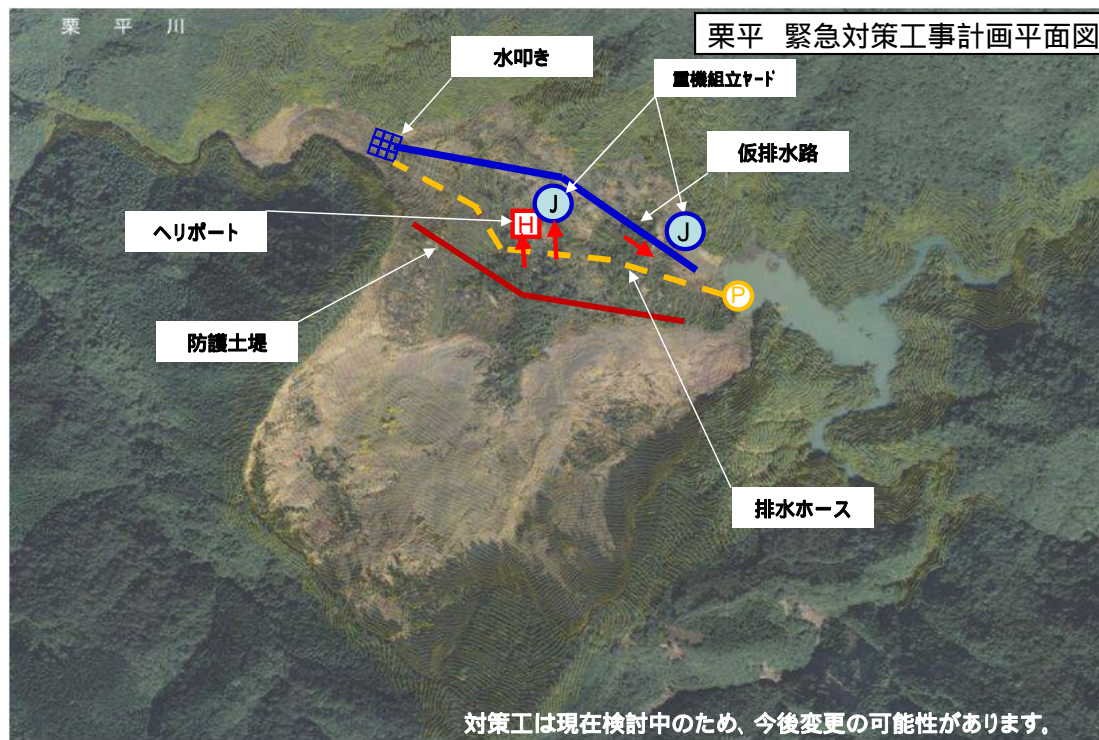 栗平川
栗平 緊急対策工事計画平面図
水叩き
重機組立ﾔｰﾄﾞ
仮排水路
ヘリポート
J
J
H
P
防護土堤
排水ホース
対策工は現在検討中のため、今後変更の可能性があります。